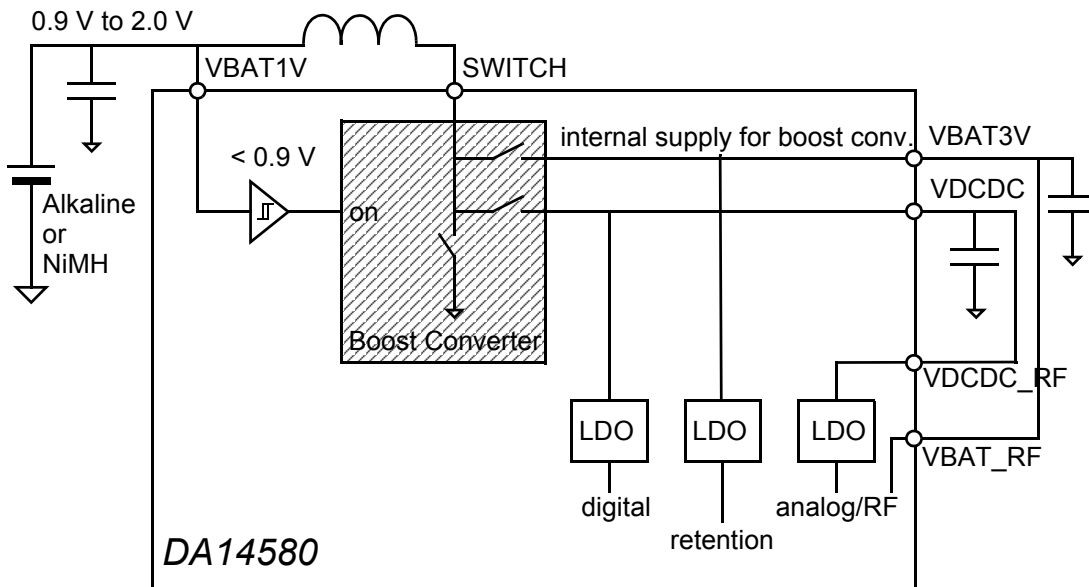 0.9 V to 2.0 V
VBAT1V
SWITCH
internal supply for boost conv.
VBAT3V
< 0.9 V
VDCDC
Alkaline
or
NiMH
on
Boost Converter
VDCDC_RF
LDO
LDO
LDO
VBAT_RF
digital
analog/RF
retention
DA14580